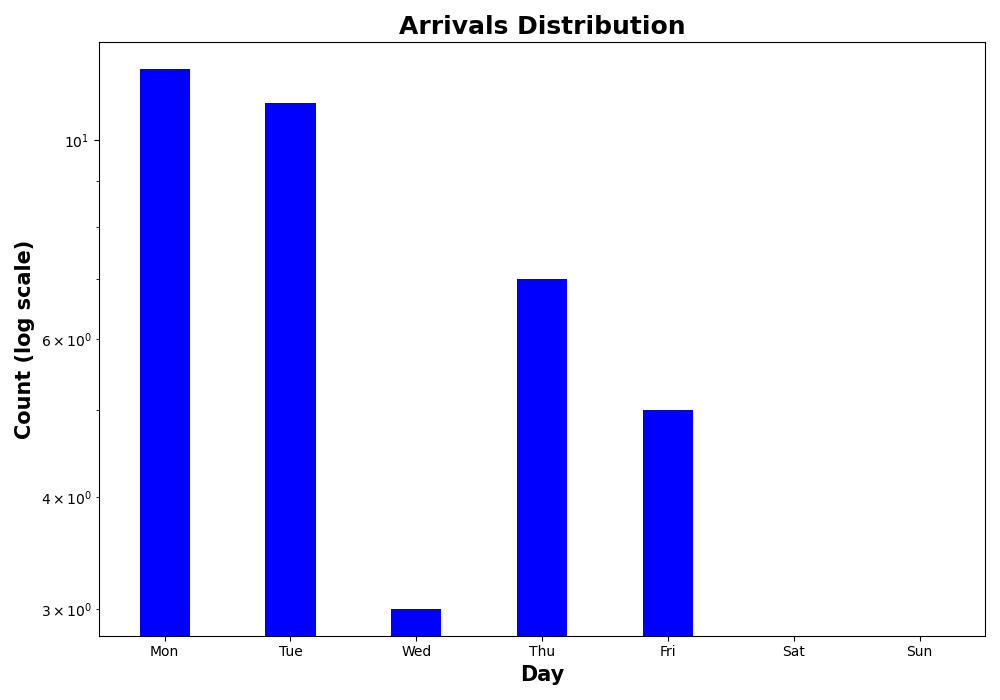 Arrivals Distribution
Count (log scale)
10¹
6 × 10⁰
4 × 10⁰
3 × 10⁰
Mon Tue Wed Thu Fri Sat Sun
Day